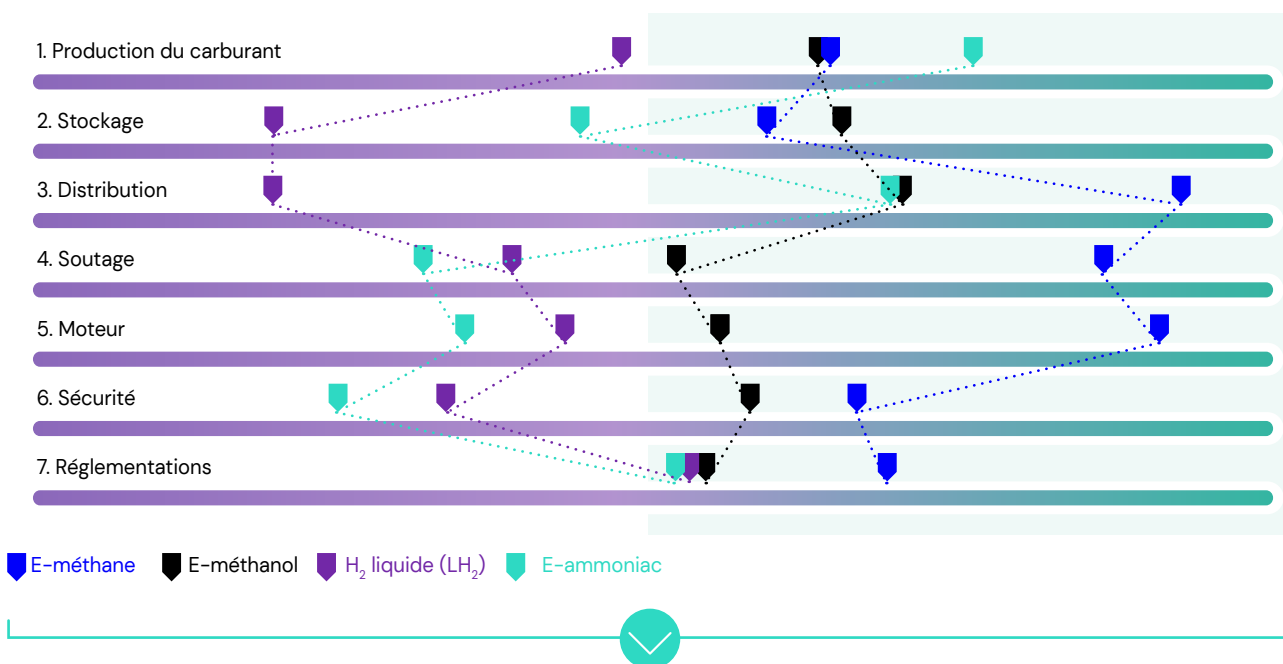 1. Production du carburant
2. Stockage
3. Distribution
4. Soutage
5. Moteur
6. Sécurité
7. Réglementations
E-méthane E-méthanol H₂ liquide (LH₂) E-ammoniac